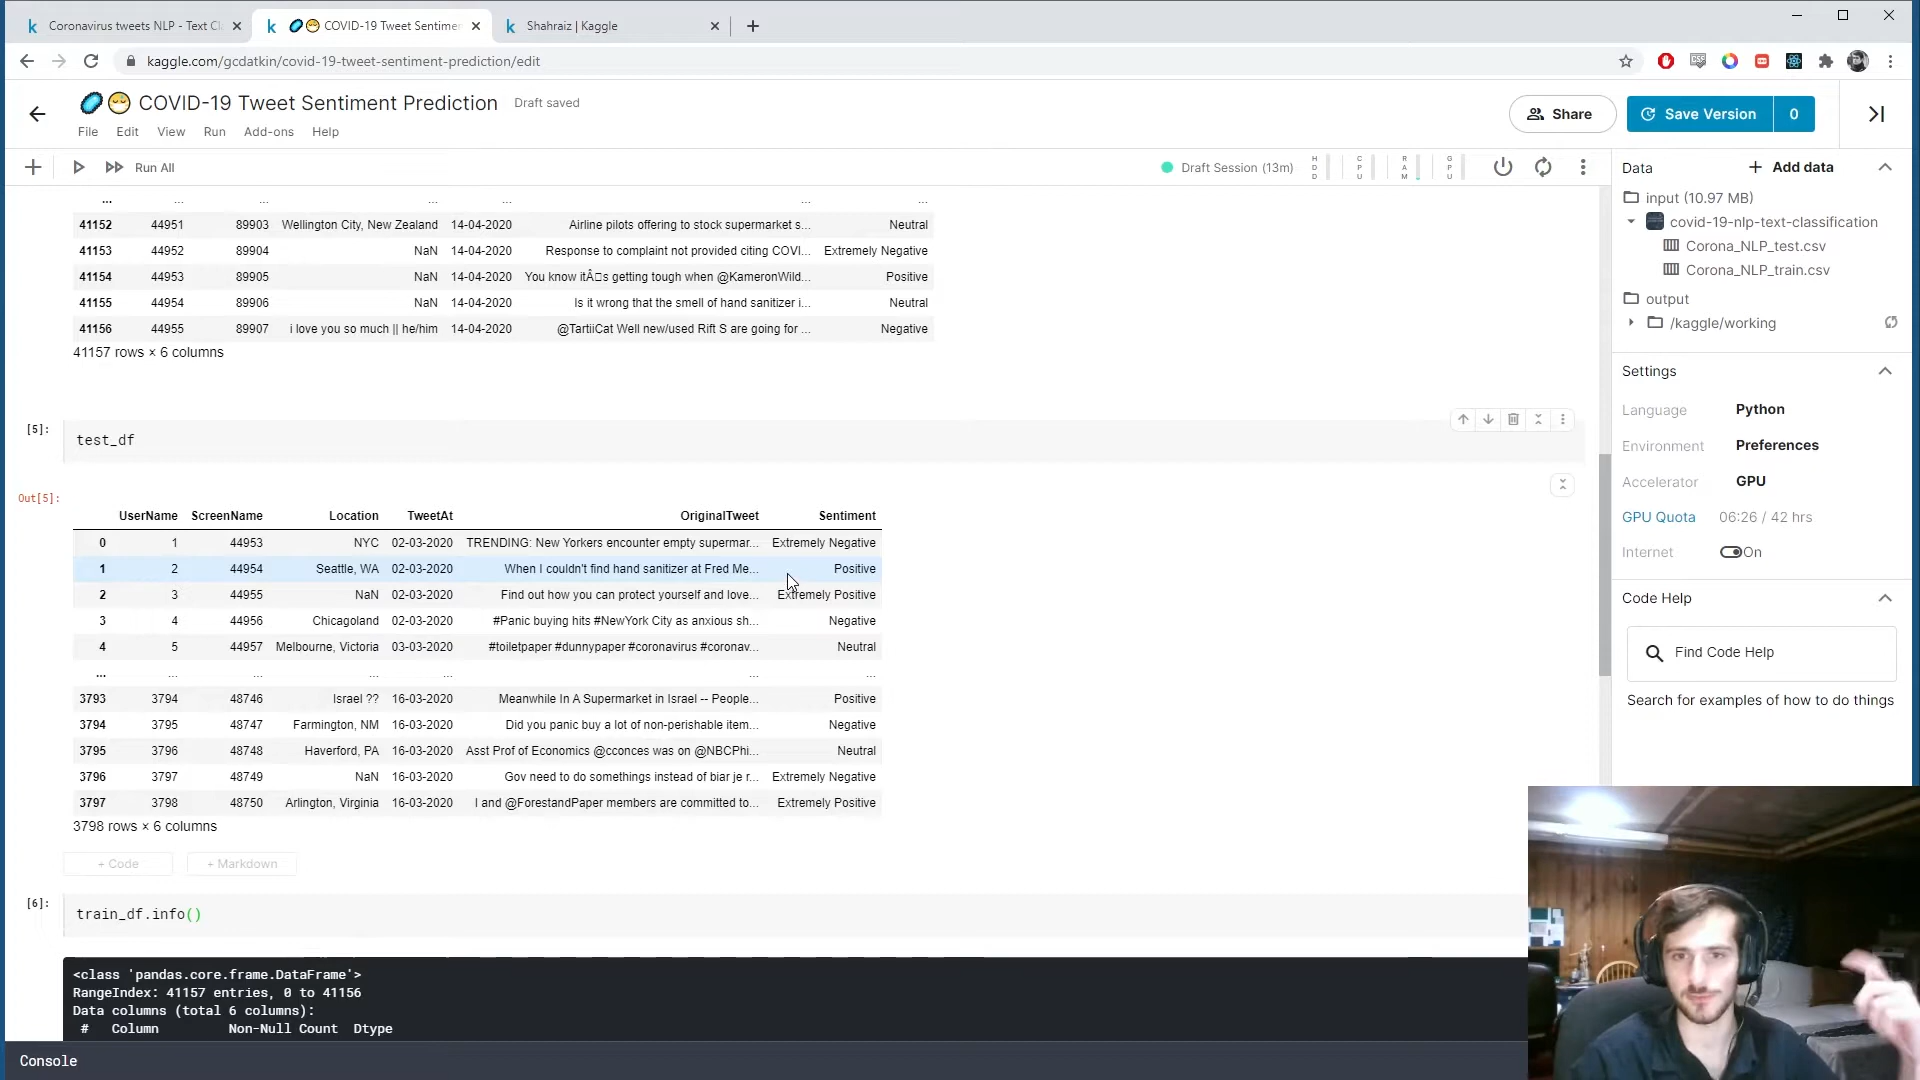 Coronavirus tweets NLP - Text Cl
COVID-19 Tweet Sentimen
Shahraiz | Kaggle
kaggle.com/gcdatkin/covid-19-tweet-sentiment-prediction/edit
COVID-19 Tweet Sentiment Prediction
Draft saved
File Edit View Run Add-ons Help
Share
Save Version
0
Run All
Draft Session (13m)
HDD
CPU
RAM
GPU
... ... ... ... ... ... ...
41152 44951 89903 Wellington City, New Zealand 14-04-2020 Airline pilots offering to stock supermarket s... Neutral
41153 44952 89904 NaN 14-04-2020 Response to complaint not provided citing COVI... Extremely Negative
41154 44953 89905 NaN 14-04-2020 You know itÂ□s getting tough when @KameronWild... Positive
41155 44954 89906 NaN 14-04-2020 Is it wrong that the smell of hand sanitizer i... Neutral
41156 44955 89907 i love you so much || he/him 14-04-2020 @TartiiCat Well new/used Rift S are going for ... Negative
41157 rows × 6 columns
[5]:
test_df
Out[5]:
UserName ScreenName Location TweetAt OriginalTweet Sentiment
0 1 44953 NYC 02-03-2020 TRENDING: New Yorkers encounter empty supermar... Extremely Negative
1 2 44954 Seattle, WA 02-03-2020 When I couldn't find hand sanitizer at Fred Me... Positive
2 3 44955 NaN 02-03-2020 Find out how you can protect yourself and love... Extremely Positive
3 4 44956 Chicagoland 02-03-2020 #Panic buying hits #NewYork City as anxious sh... Negative
4 5 44957 Melbourne, Victoria 03-03-2020 #toiletpaper #dunnypaper #coronavirus #coronav... Neutral
... ... ... ... ... ... ...
3793 3794 48746 Israel ?? 16-03-2020 Meanwhile In A Supermarket in Israel -- People... Positive
3794 3795 48747 Farmington, NM 16-03-2020 Did you panic buy a lot of non-perishable item... Negative
3795 3796 48748 Haverford, PA 16-03-2020 Asst Prof of Economics @cconces was on @NBCPhi... Neutral
3796 3797 48749 NaN 16-03-2020 Gov need to do somethings instead of biar je r... Extremely Negative
3797 3798 48750 Arlington, Virginia 16-03-2020 I and @ForestandPaper members are committed to... Extremely Positive
3798 rows × 6 columns
+ Code
+ Markdown
[6]:
train_df.info()
<class 'pandas.core.frame.DataFrame'>
RangeIndex: 41157 entries, 0 to 41156
Data columns (total 6 columns):
# Column Non-Null Count Dtype
Console
Data
+ Add data
input (10.97 MB)
covid-19-nlp-text-classification
Corona_NLP_test.csv
Corona_NLP_train.csv
output
/kaggle/working
Settings
Language Python
Environment Preferences
Accelerator GPU
GPU Quota 06:26 / 42 hrs
Internet On
Code Help
Find Code Help
Search for examples of how to do things